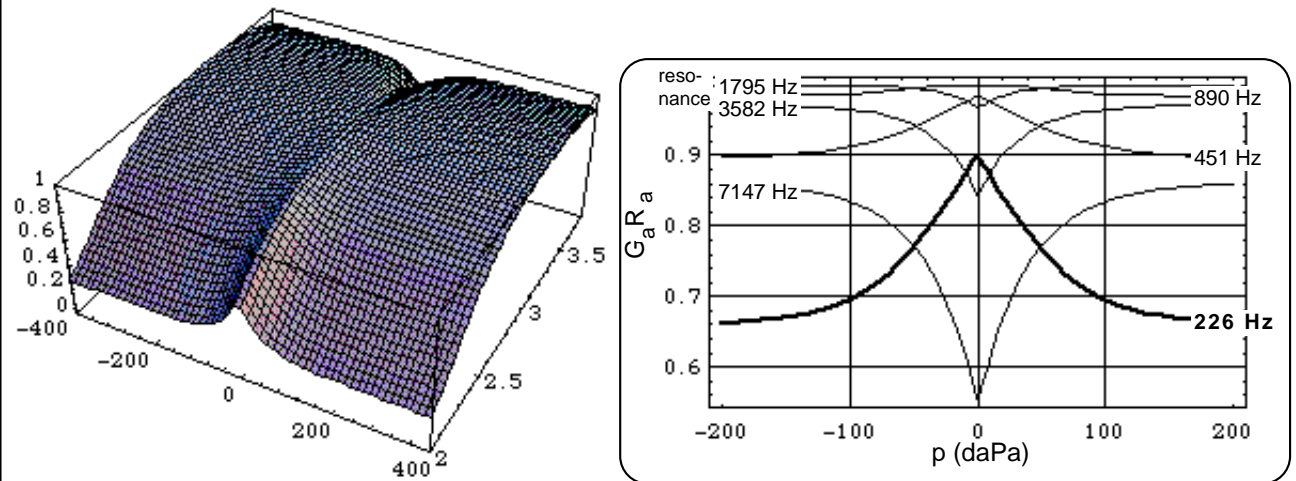 1
0.8
0.6
0.4
0.2
0
-400
-200
0
200
400
2
2.5
3
3.5
reso-
nance
1795 Hz
3582 Hz
7147 Hz
890 Hz
451 Hz
226 Hz
GaRa
0.9
0.8
0.7
0.6
-200 -100 0 100 200
p (daPa)